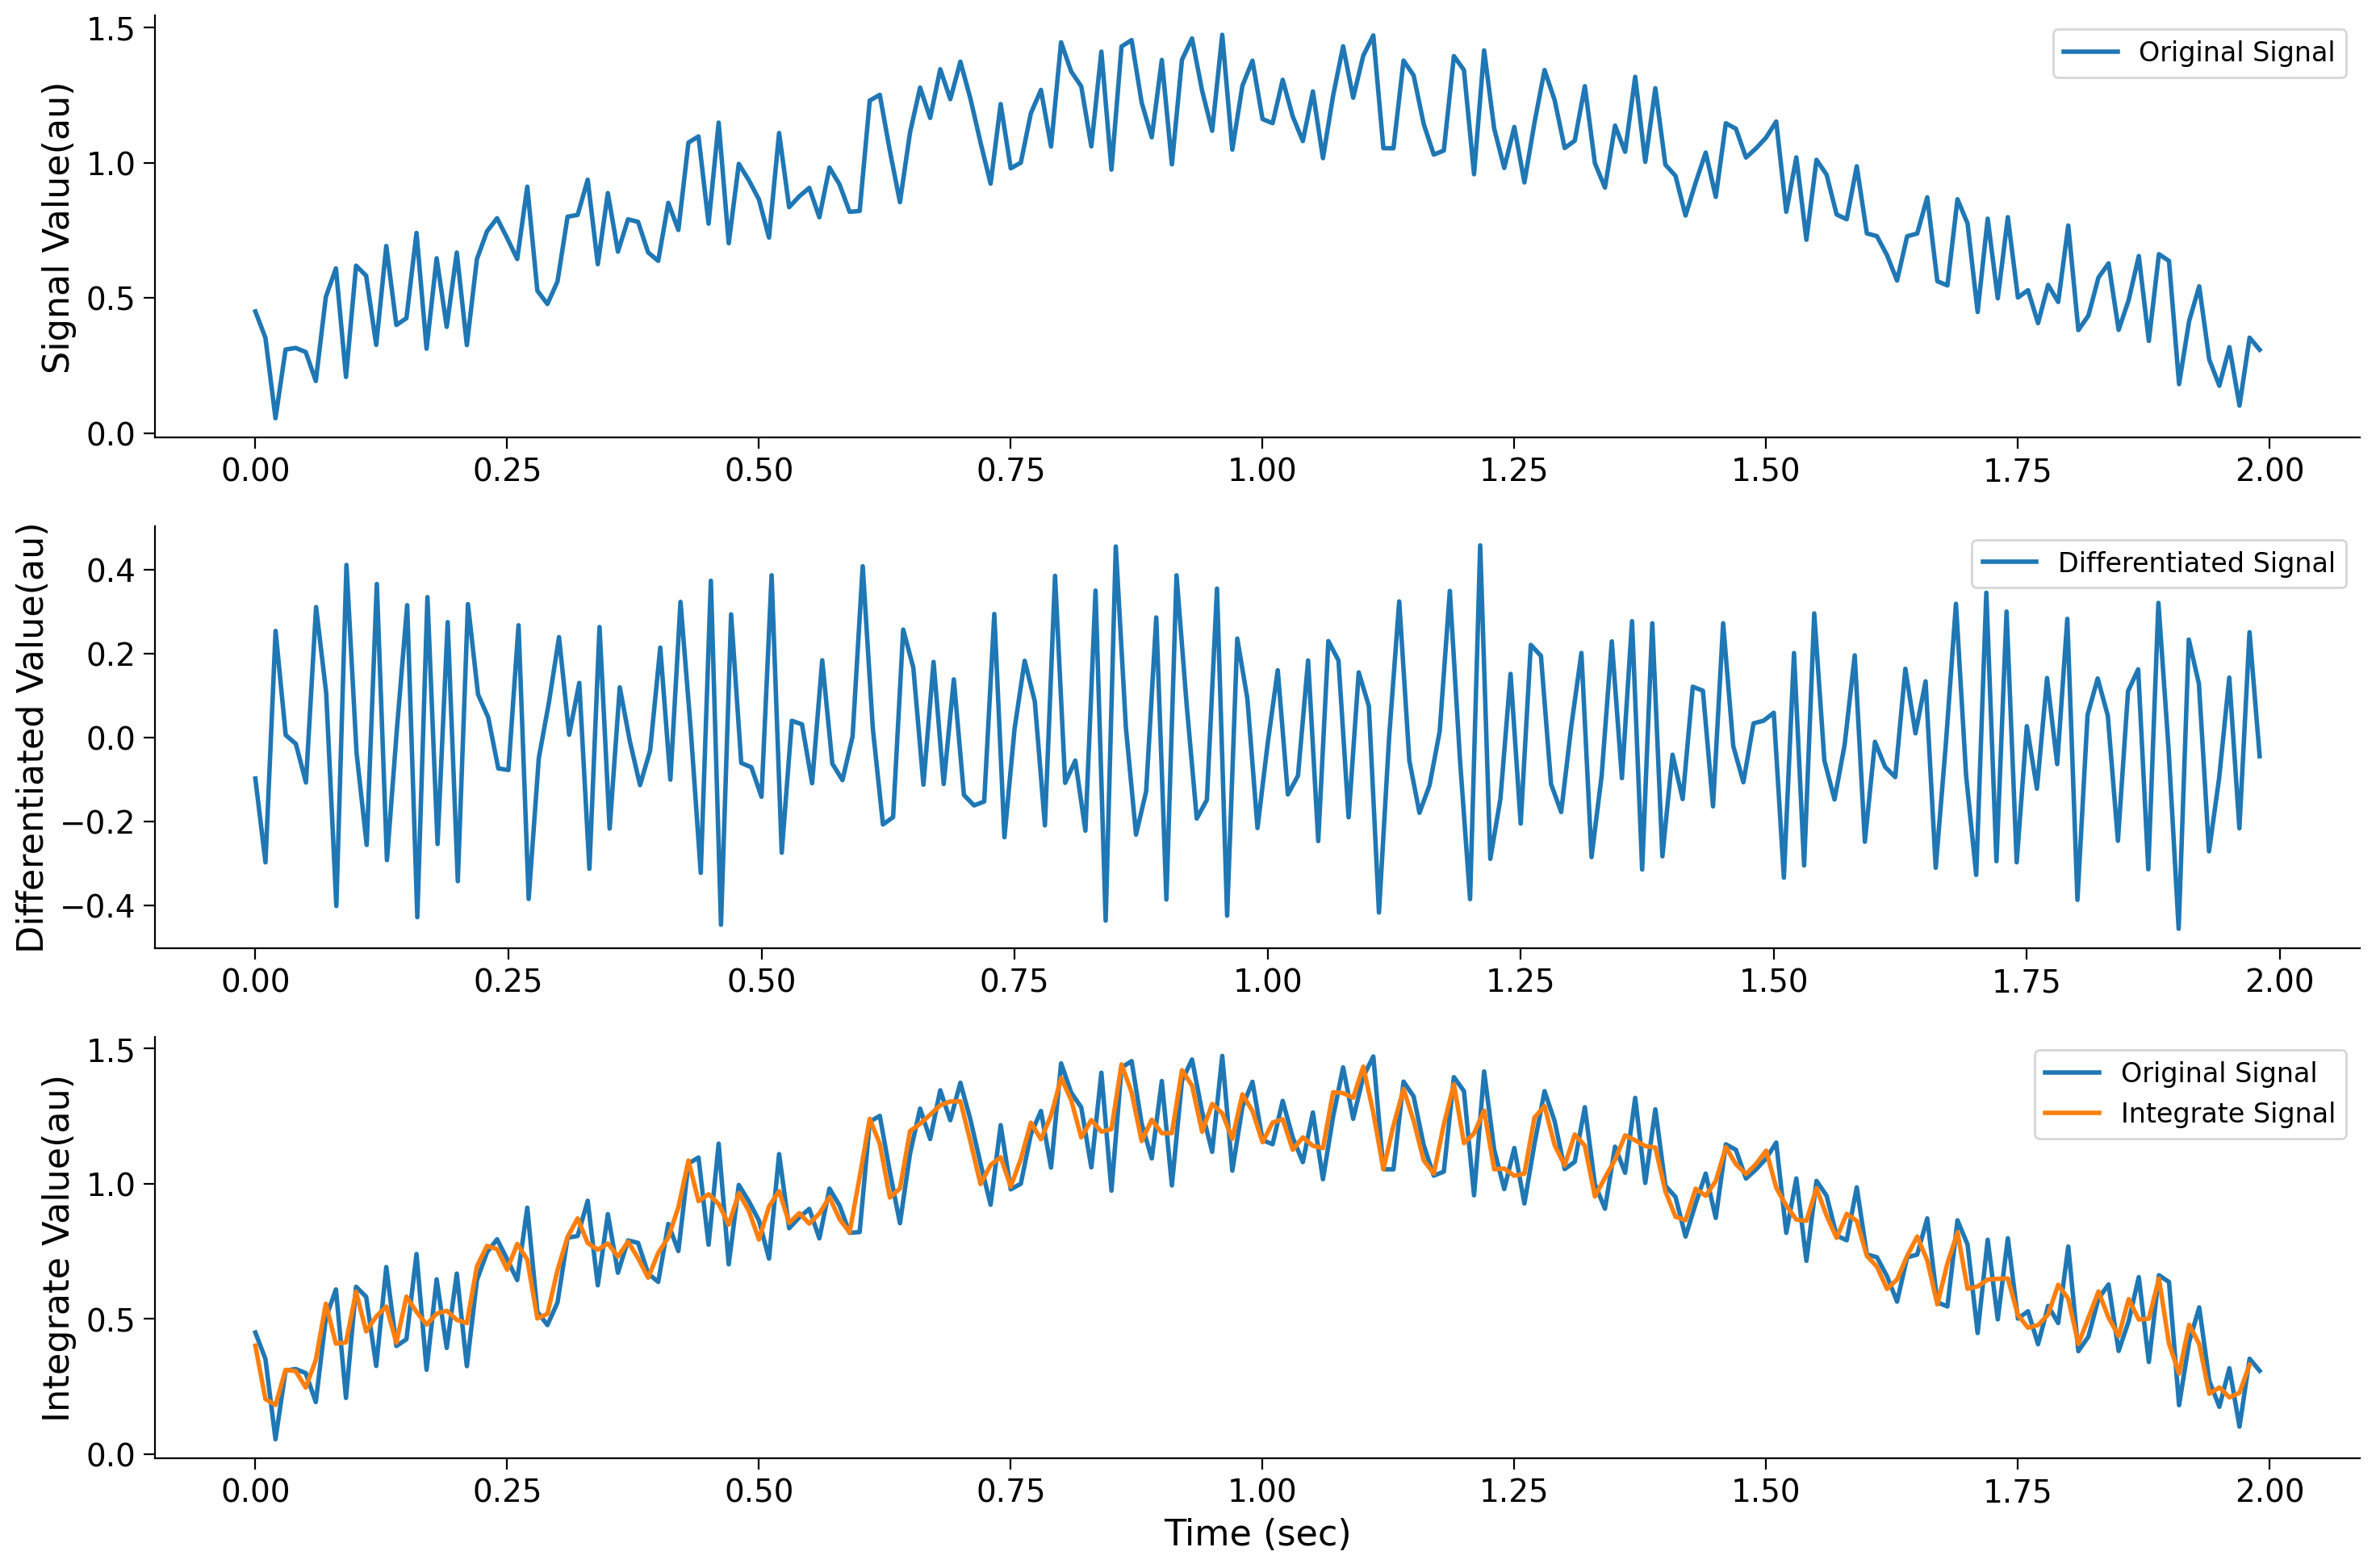 Signal Value(au)
1.5
1.0
0.5
0.0
Original Signal
0.00 0.25 0.50 0.75 1.00 1.25 1.50 1.75 2.00
Differentiated Value(au)
0.4
0.2
0.0
−0.2
−0.4
Differentiated Signal
0.00 0.25 0.50 0.75 1.00 1.25 1.50 1.75 2.00
Integrate Value(au)
1.5
1.0
0.5
0.0
Original Signal
Integrate Signal
0.00 0.25 0.50 0.75 1.00 1.25 1.50 1.75 2.00
Time (sec)